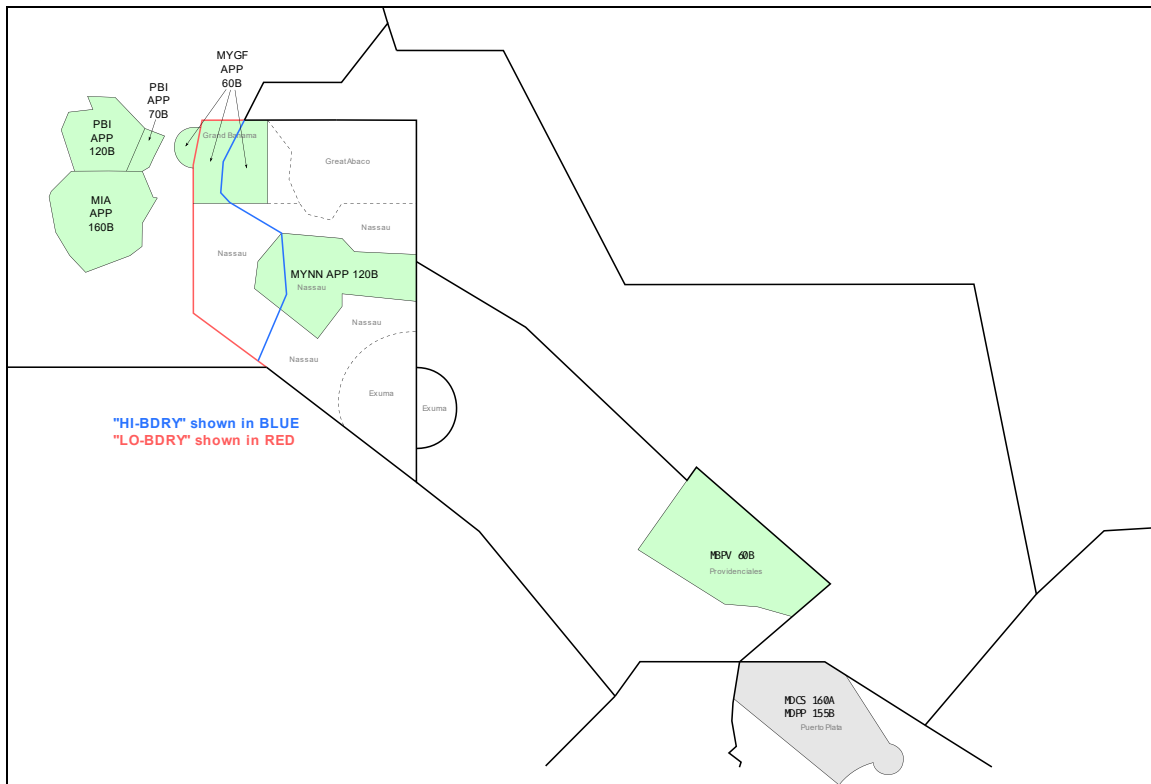 MYGF
APP
60B
PBI
APP
70B
PBI
APP
120B
Grand Bahama
GreatAbaco
MIA
APP
160B
Nassau
Nassau
MYNN APP 120B
Nassau
Nassau
Nassau
Exuma
Exuma
"HI-BDRY" shown in BLUE
"LO-BDRY" shown in RED
MBPV 60B
Providenciales
MDCS 160A
MDPP 155B
Puerto Plata